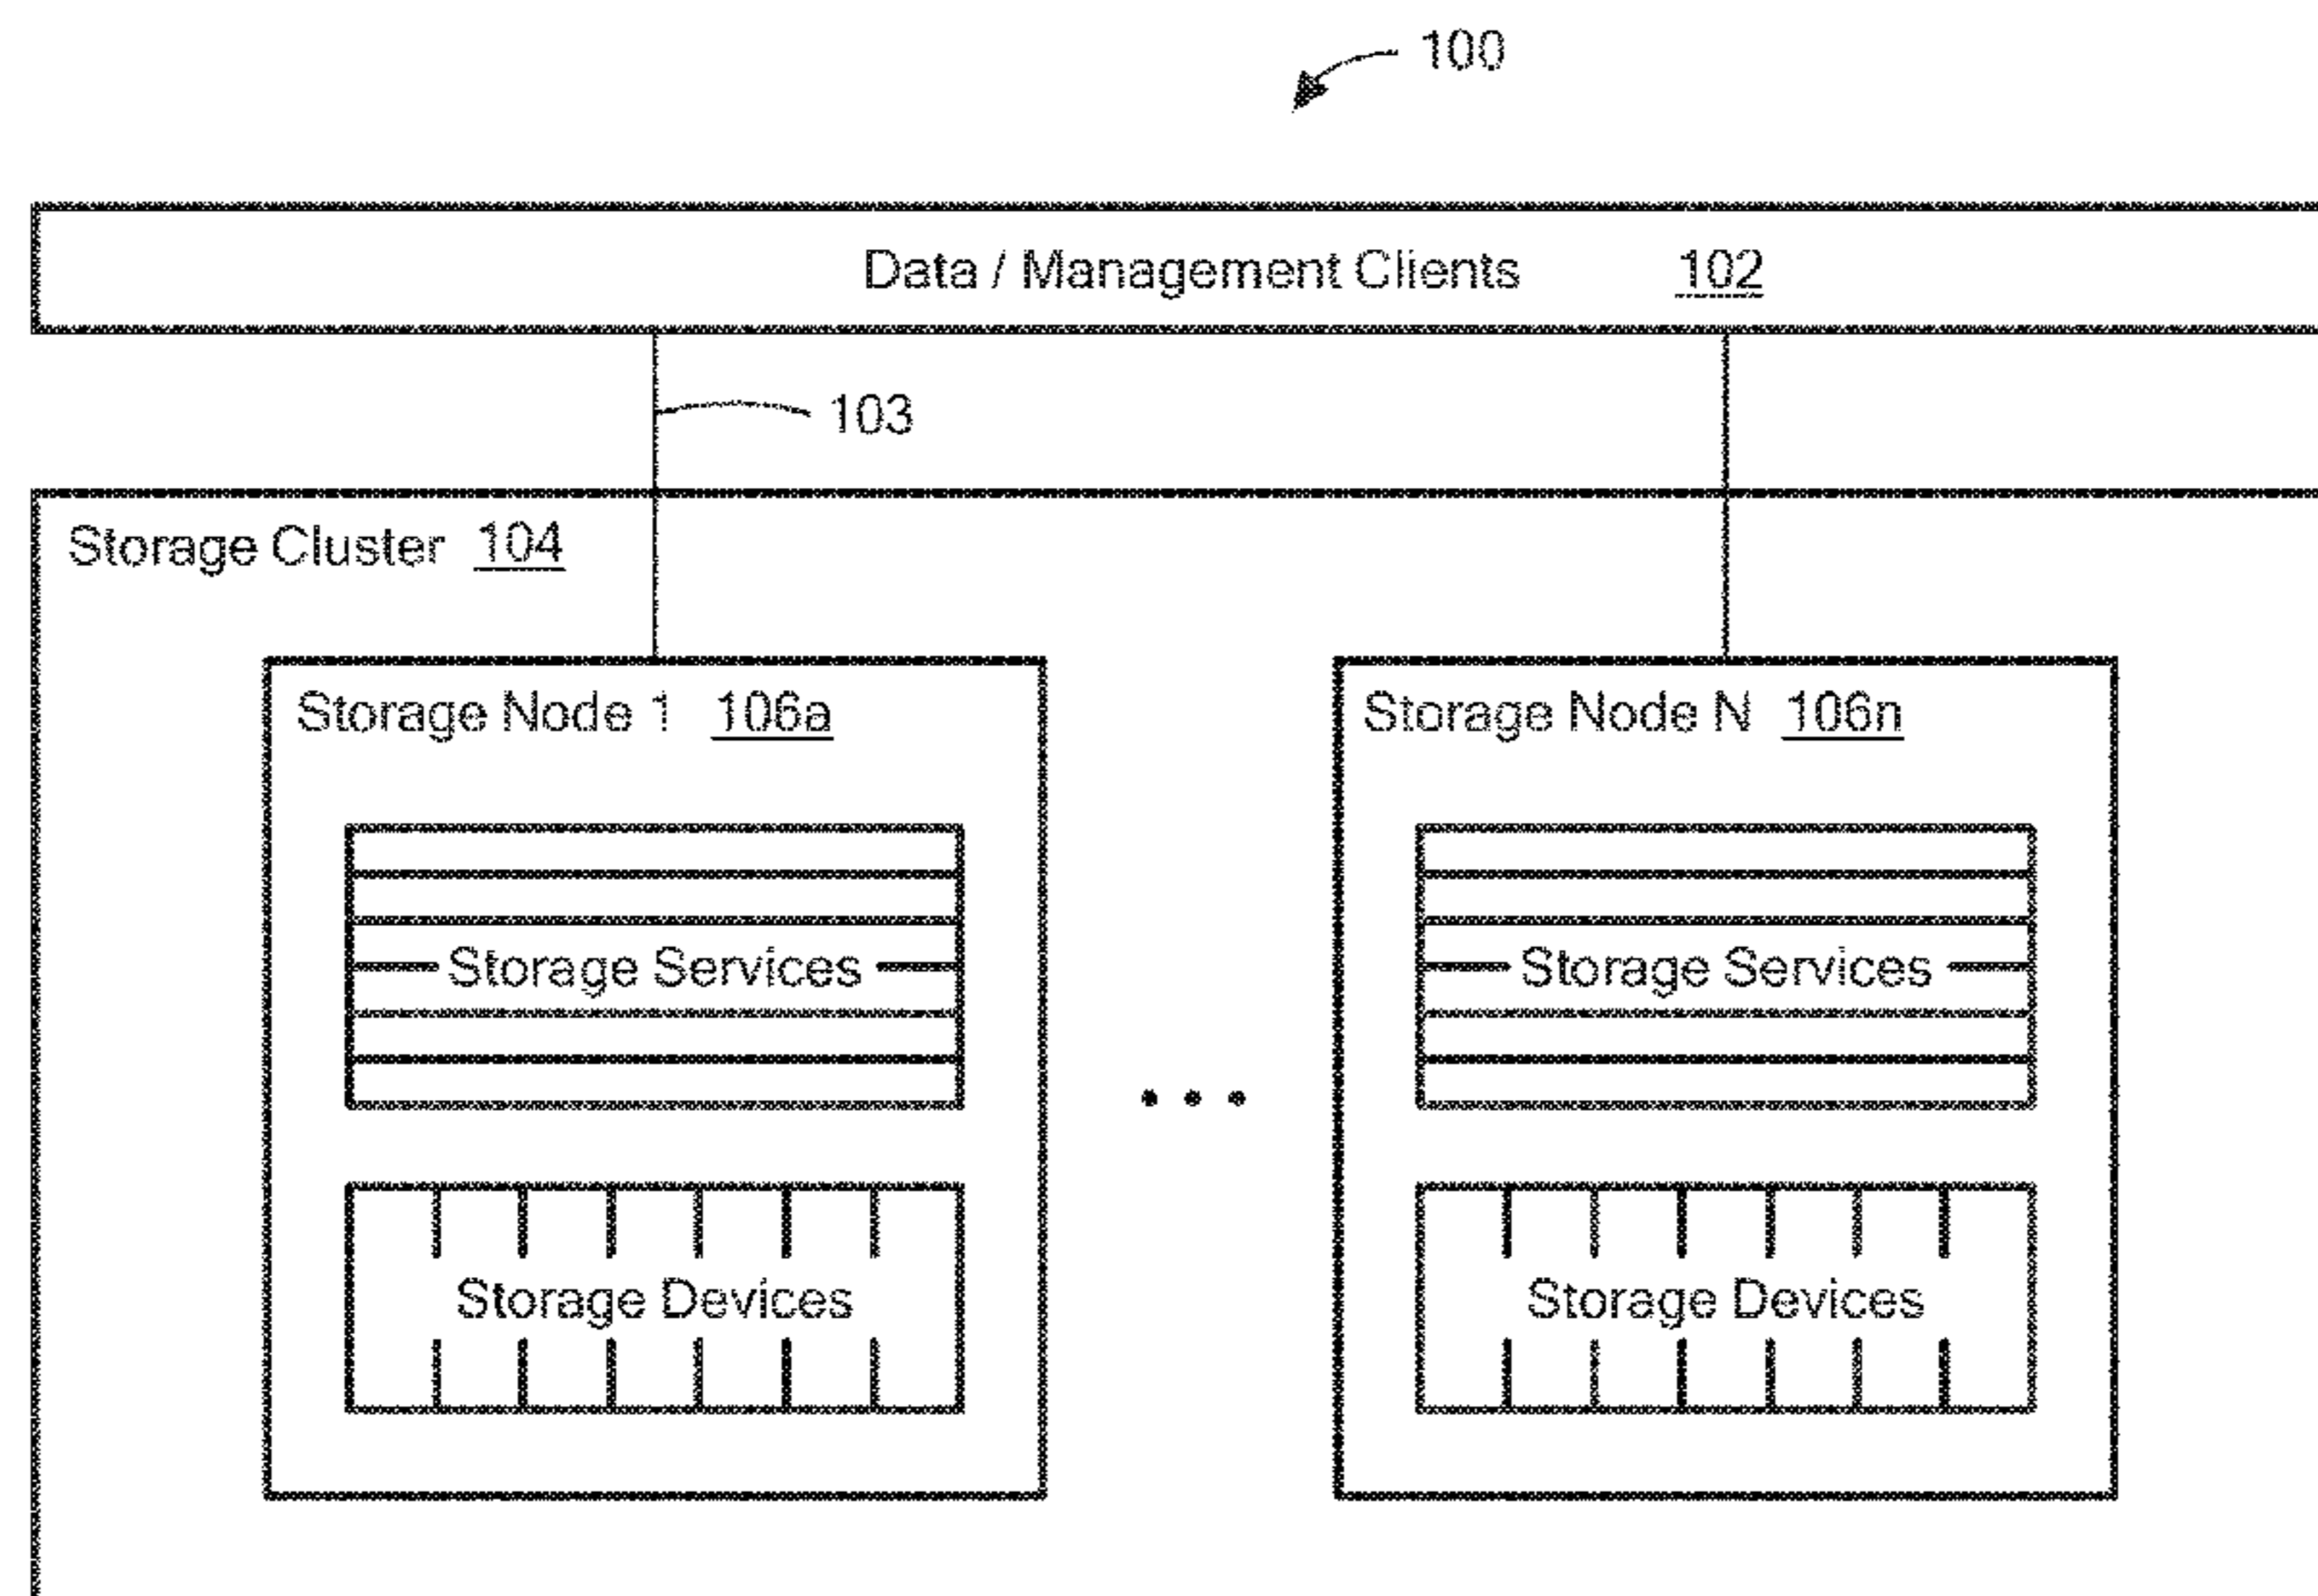 100
Data / Management Clients 102
103
Storage Cluster 104
Storage Node 1 106a
Storage Node N 106n
Storage Services
Storage Services
...
Storage Devices
Storage Devices